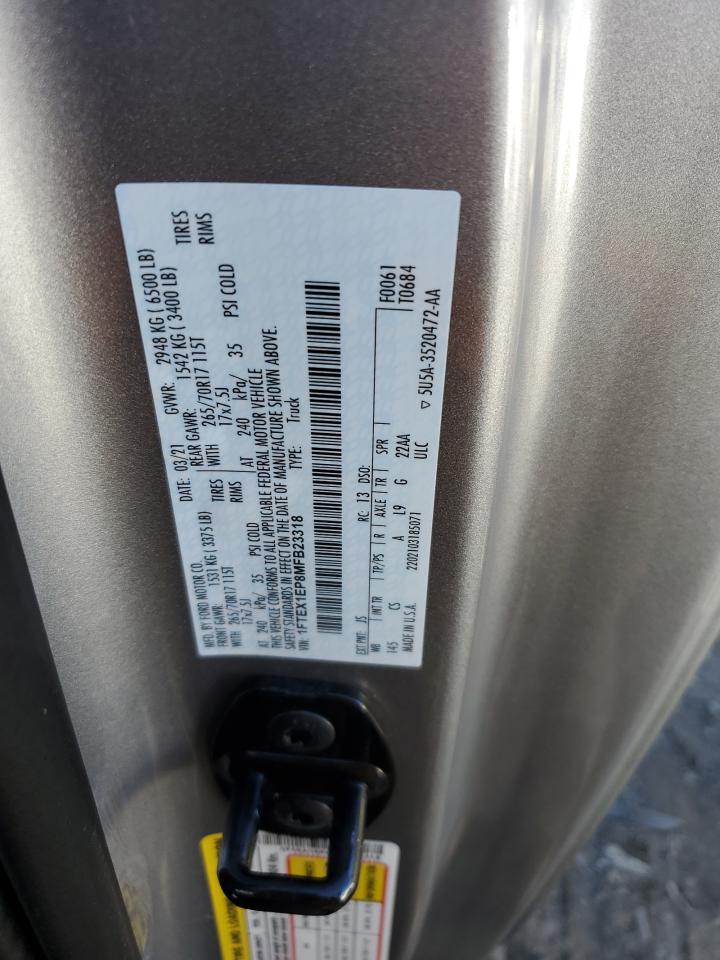 MFD. BY FORD MOTOR CO.
DATE: 03/21 GVWR: 2948 KG ( 6500 LB)
FRONT GAWR: 1531 KG ( 3375 LB) REAR GAWR: 1542 KG ( 3400 LB)
WITH 265/70R17 115T TIRES WITH 265/70R17 115T TIRES
17x7.5J RIMS 17x7.5J RIMS
AT 240 kPa/ 35 PSI COLD AT 240 kPa/ 35 PSI COLD
THIS VEHICLE CONFORMS TO ALL APPLICABLE FEDERAL MOTOR VEHICLE
SAFETY STANDARDS IN EFFECT ON THE DATE OF MANUFACTURE SHOWN ABOVE.
VIN: 1FTEX1EP8MFB23318 TYPE: Truck
F0061
T0684
EXT PNT: JS RC: 13 DSO:
WB INT TR TP/PS R AXLE TR SPR
145 CS A L9 G 22AA
MADE IN U.S.A. 2202103185071 ULC
5U5A-3520472-AA